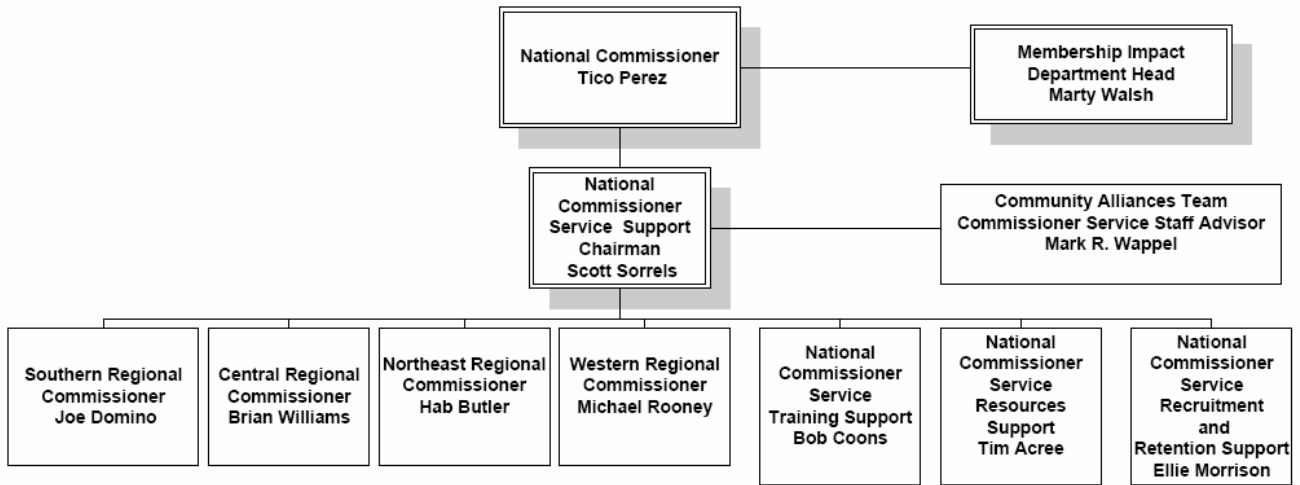 National Commissioner
Tico Perez
Membership Impact
Department Head
Marty Walsh
National
Commissioner
Service Support
Chairman
Scott Sorrels
Community Alliances Team
Commissioner Service Staff Advisor
Mark R. Wappel
Southern Regional
Commissioner
Joe Domino
Central Regional
Commissioner
Brian Williams
Northeast Regional
Commissioner
Hab Butler
Western Regional
Commissioner
Michael Rooney
National
Commissioner
Service
Training Support
Bob Coons
National
Commissioner
Service
Resources
Support
Tim Acree
National
Commissioner
Service
Recruitment
and
Retention Support
Ellie Morrison